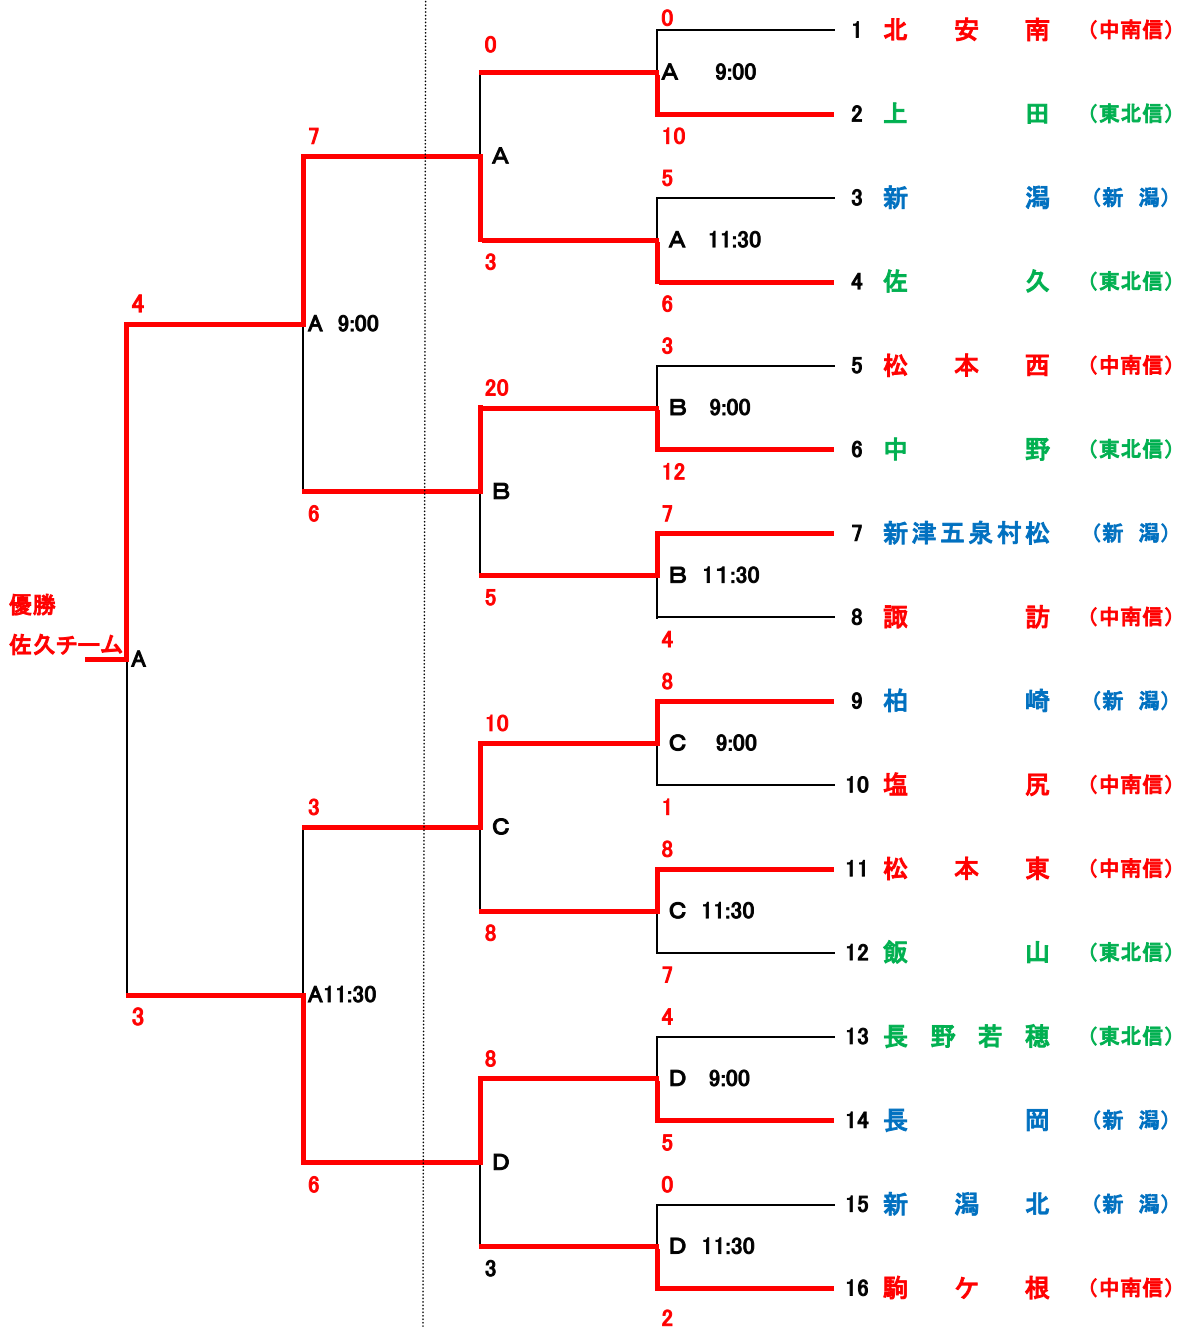 0
1 北安南 （中南信）
0
A 9:00
2 上田 （東北信）
7
10
A
5
3 新潟 （新 潟）
A 11:30
3
4 佐久 （東北信）
4
6
A 9:00
3
5 松本西 （中南信）
20
B 9:00
6 中野 （東北信）
12
B
6
7
7 新津五泉村松 （新 潟）
B 11:30
5
優勝
8 諏訪 （中南信）
4
佐久チーム
A
8
9 柏崎 （新 潟）
10
C 9:00
10 塩尻 （中南信）
3
1
C
8
11 松本東 （中南信）
C 11:30
8
12 飯山 （東北信）
7
A11:30
3
4
13 長野若穂 （東北信）
8
D 9:00
14 長岡 （新 潟）
5
D
6
0
15 新潟北 （新 潟）
D 11:30
3
16 駒ケ根 （中南信）
2